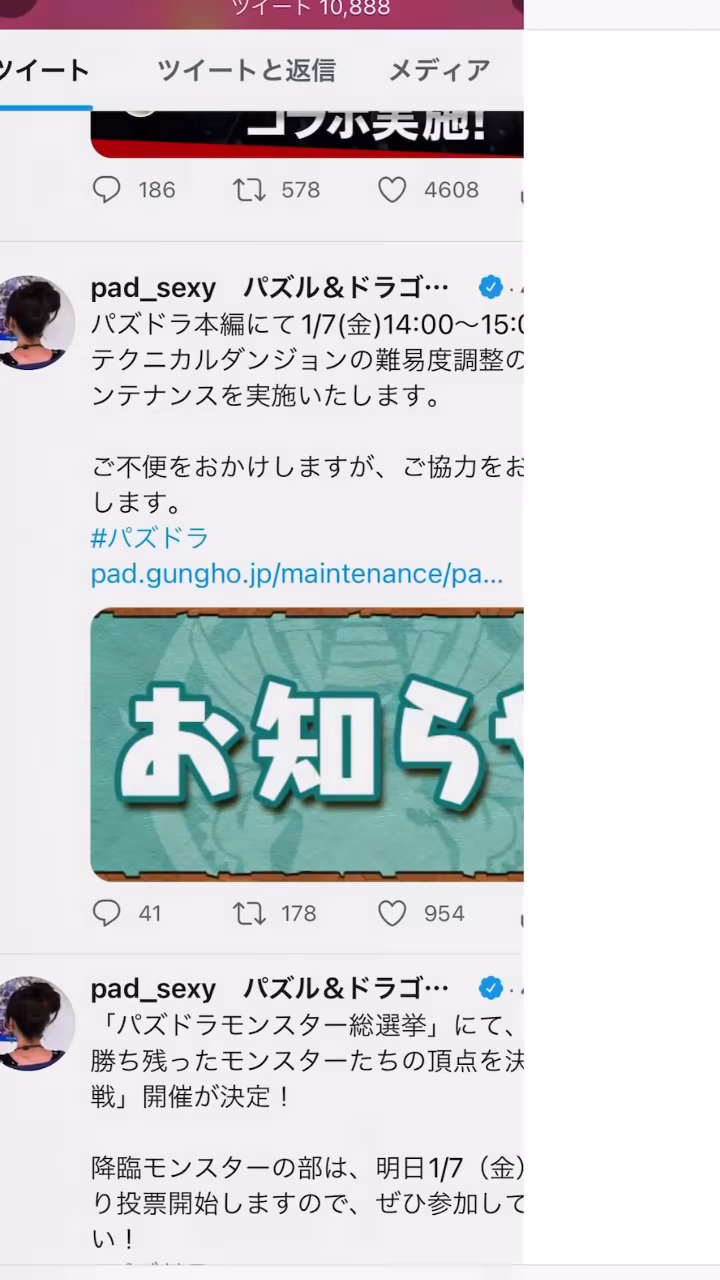 ツイート 10,888
ツイート ツイートと返信 メディア
コラボ実施!
186 578 4608
pad_sexy パズル&ドラゴ…
パズドラ本編にて1/7(金)14:00〜15:0
テクニカルダンジョンの難易度調整の
ンテナンスを実施いたします。
ご不便をおかけしますが、ご協力をお
します。
#パズドラ
pad.gungho.jp/maintenance/pa...
お知ら
41 178 954
pad_sexy パズル&ドラゴ…
「パズドラモンスター総選挙」にて、
勝ち残ったモンスターたちの頂点を決
戦」開催が決定！
降臨モンスターの部は、明日1/7（金）
り投票開始しますので、ぜひ参加して
い！